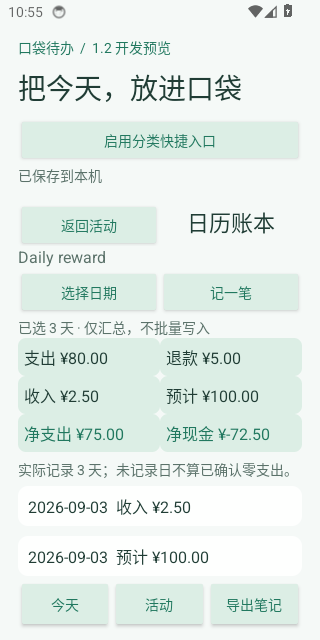 10:55
口袋待办 / 1.2 开发预览
把今天，放进口袋
启用分类快捷入口
已保存到本机
返回活动
日历账本
Daily reward
选择日期
记一笔
已选 3 天 · 仅汇总，不批量写入
支出 ¥80.00
退款 ¥5.00
收入 ¥2.50
预计 ¥100.00
净支出 ¥75.00
净现金 ¥-72.50
实际记录 3 天；未记录日不算已确认零支出。
2026-09-03 收入 ¥2.50
2026-09-03 预计 ¥100.00
今天
活动
导出笔记